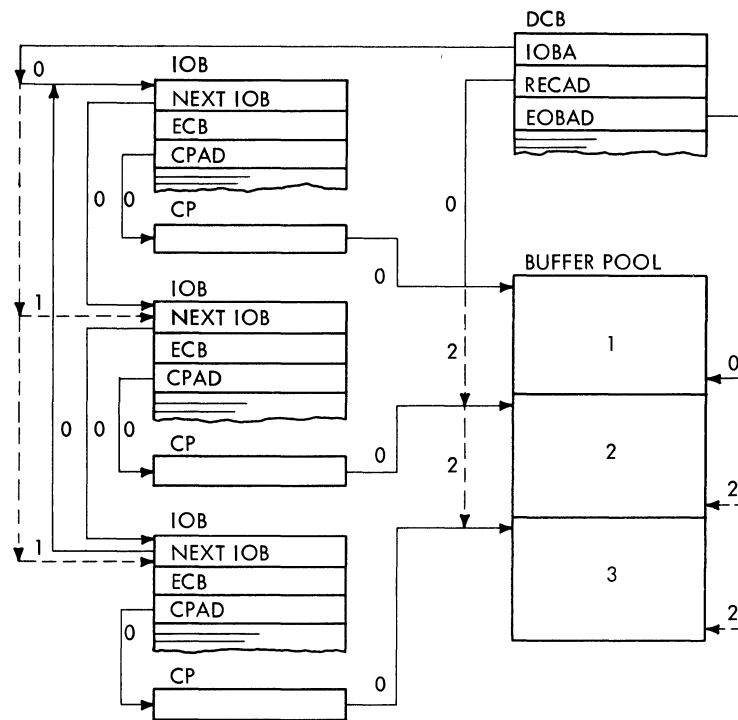 DCB
IOBA
RECAD
EOBAD
0
IOB
NEXT IOB
ECB
CPAD
0 0
0
CP
0
BUFFER POOL
1
2
3
0
2
2
1
IOB
NEXT IOB
ECB
CPAD
2
0 0 0
CP
0
2
1
IOB
NEXT IOB
ECB
CPAD
0
CP
0